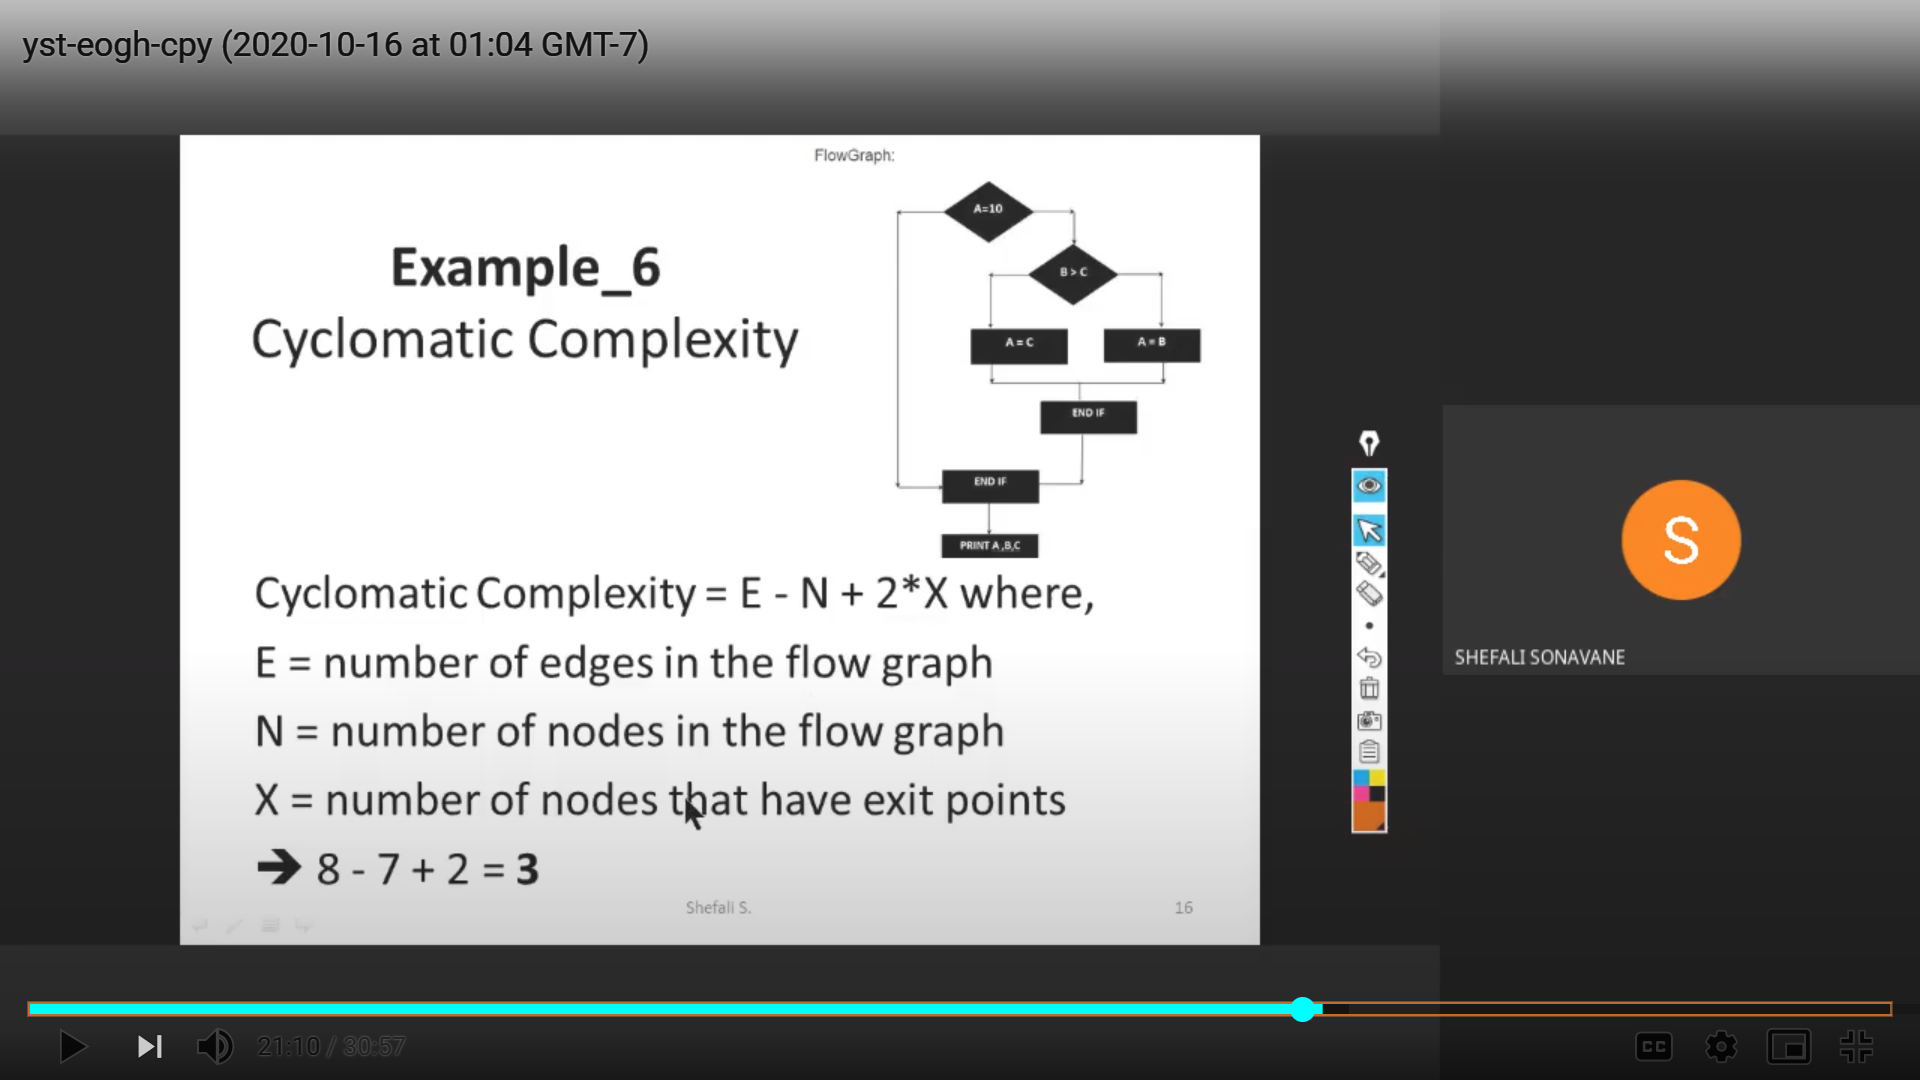 yst-eogh-cpy (2020-10-16 at 01:04 GMT-7)
FlowGraph:
A=10
B > C
A = C
A = B
END IF
END IF
PRINT A ,B,C
Example_6
Cyclomatic Complexity
Cyclomatic Complexity = E - N + 2*X where,
E = number of edges in the flow graph
N = number of nodes in the flow graph
X = number of nodes that have exit points
➔ 8 - 7 + 2 = 3
Shefali S.
16
S
SHEFALI SONAVANE
21:10 / 30:57
CC